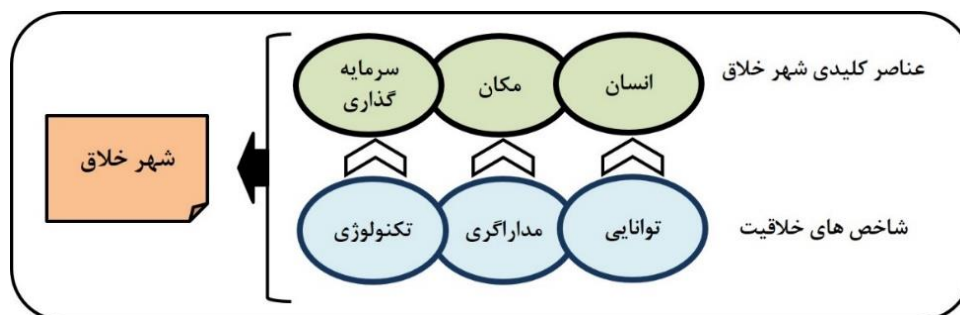 عناصر کلیدی شهر خلاق
انسان
مکان
سرمایه
گذاری
شاخص های خلاقیت
توانایی
مداراگری
تکنولوژی
شهر خلاق